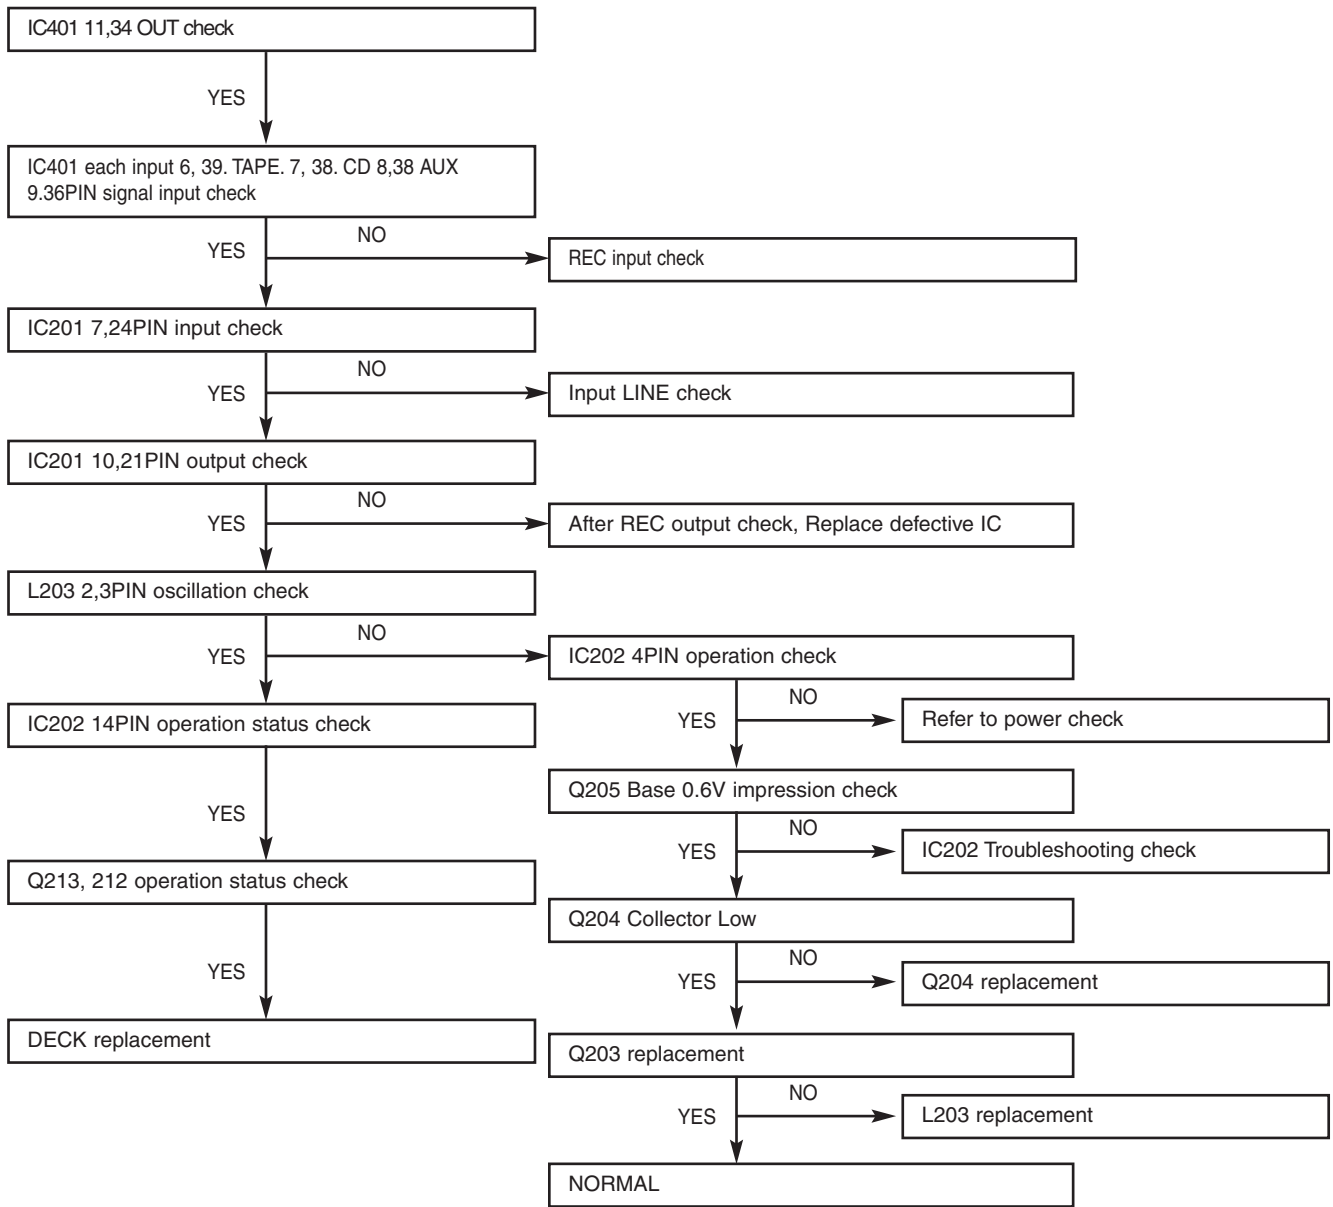 IC401 11,34 OUT check
YES
IC401 each input 6, 39. TAPE. 7, 38. CD 8,38 AUX
9.36PIN signal input check
YES
NO
REC input check
IC201 7,24PIN input check
YES
NO
Input LINE check
IC201 10,21PIN output check
YES
NO
After REC output check, Replace defective IC
L203 2,3PIN oscillation check
YES
NO
IC202 4PIN operation check
YES
NO
Refer to power check
IC202 14PIN operation status check
YES
Q205 Base 0.6V impression check
YES
NO
IC202 Troubleshooting check
Q213, 212 operation status check
YES
Q204 Collector Low
YES
NO
Q204 replacement
DECK replacement
Q203 replacement
YES
NO
L203 replacement
NORMAL